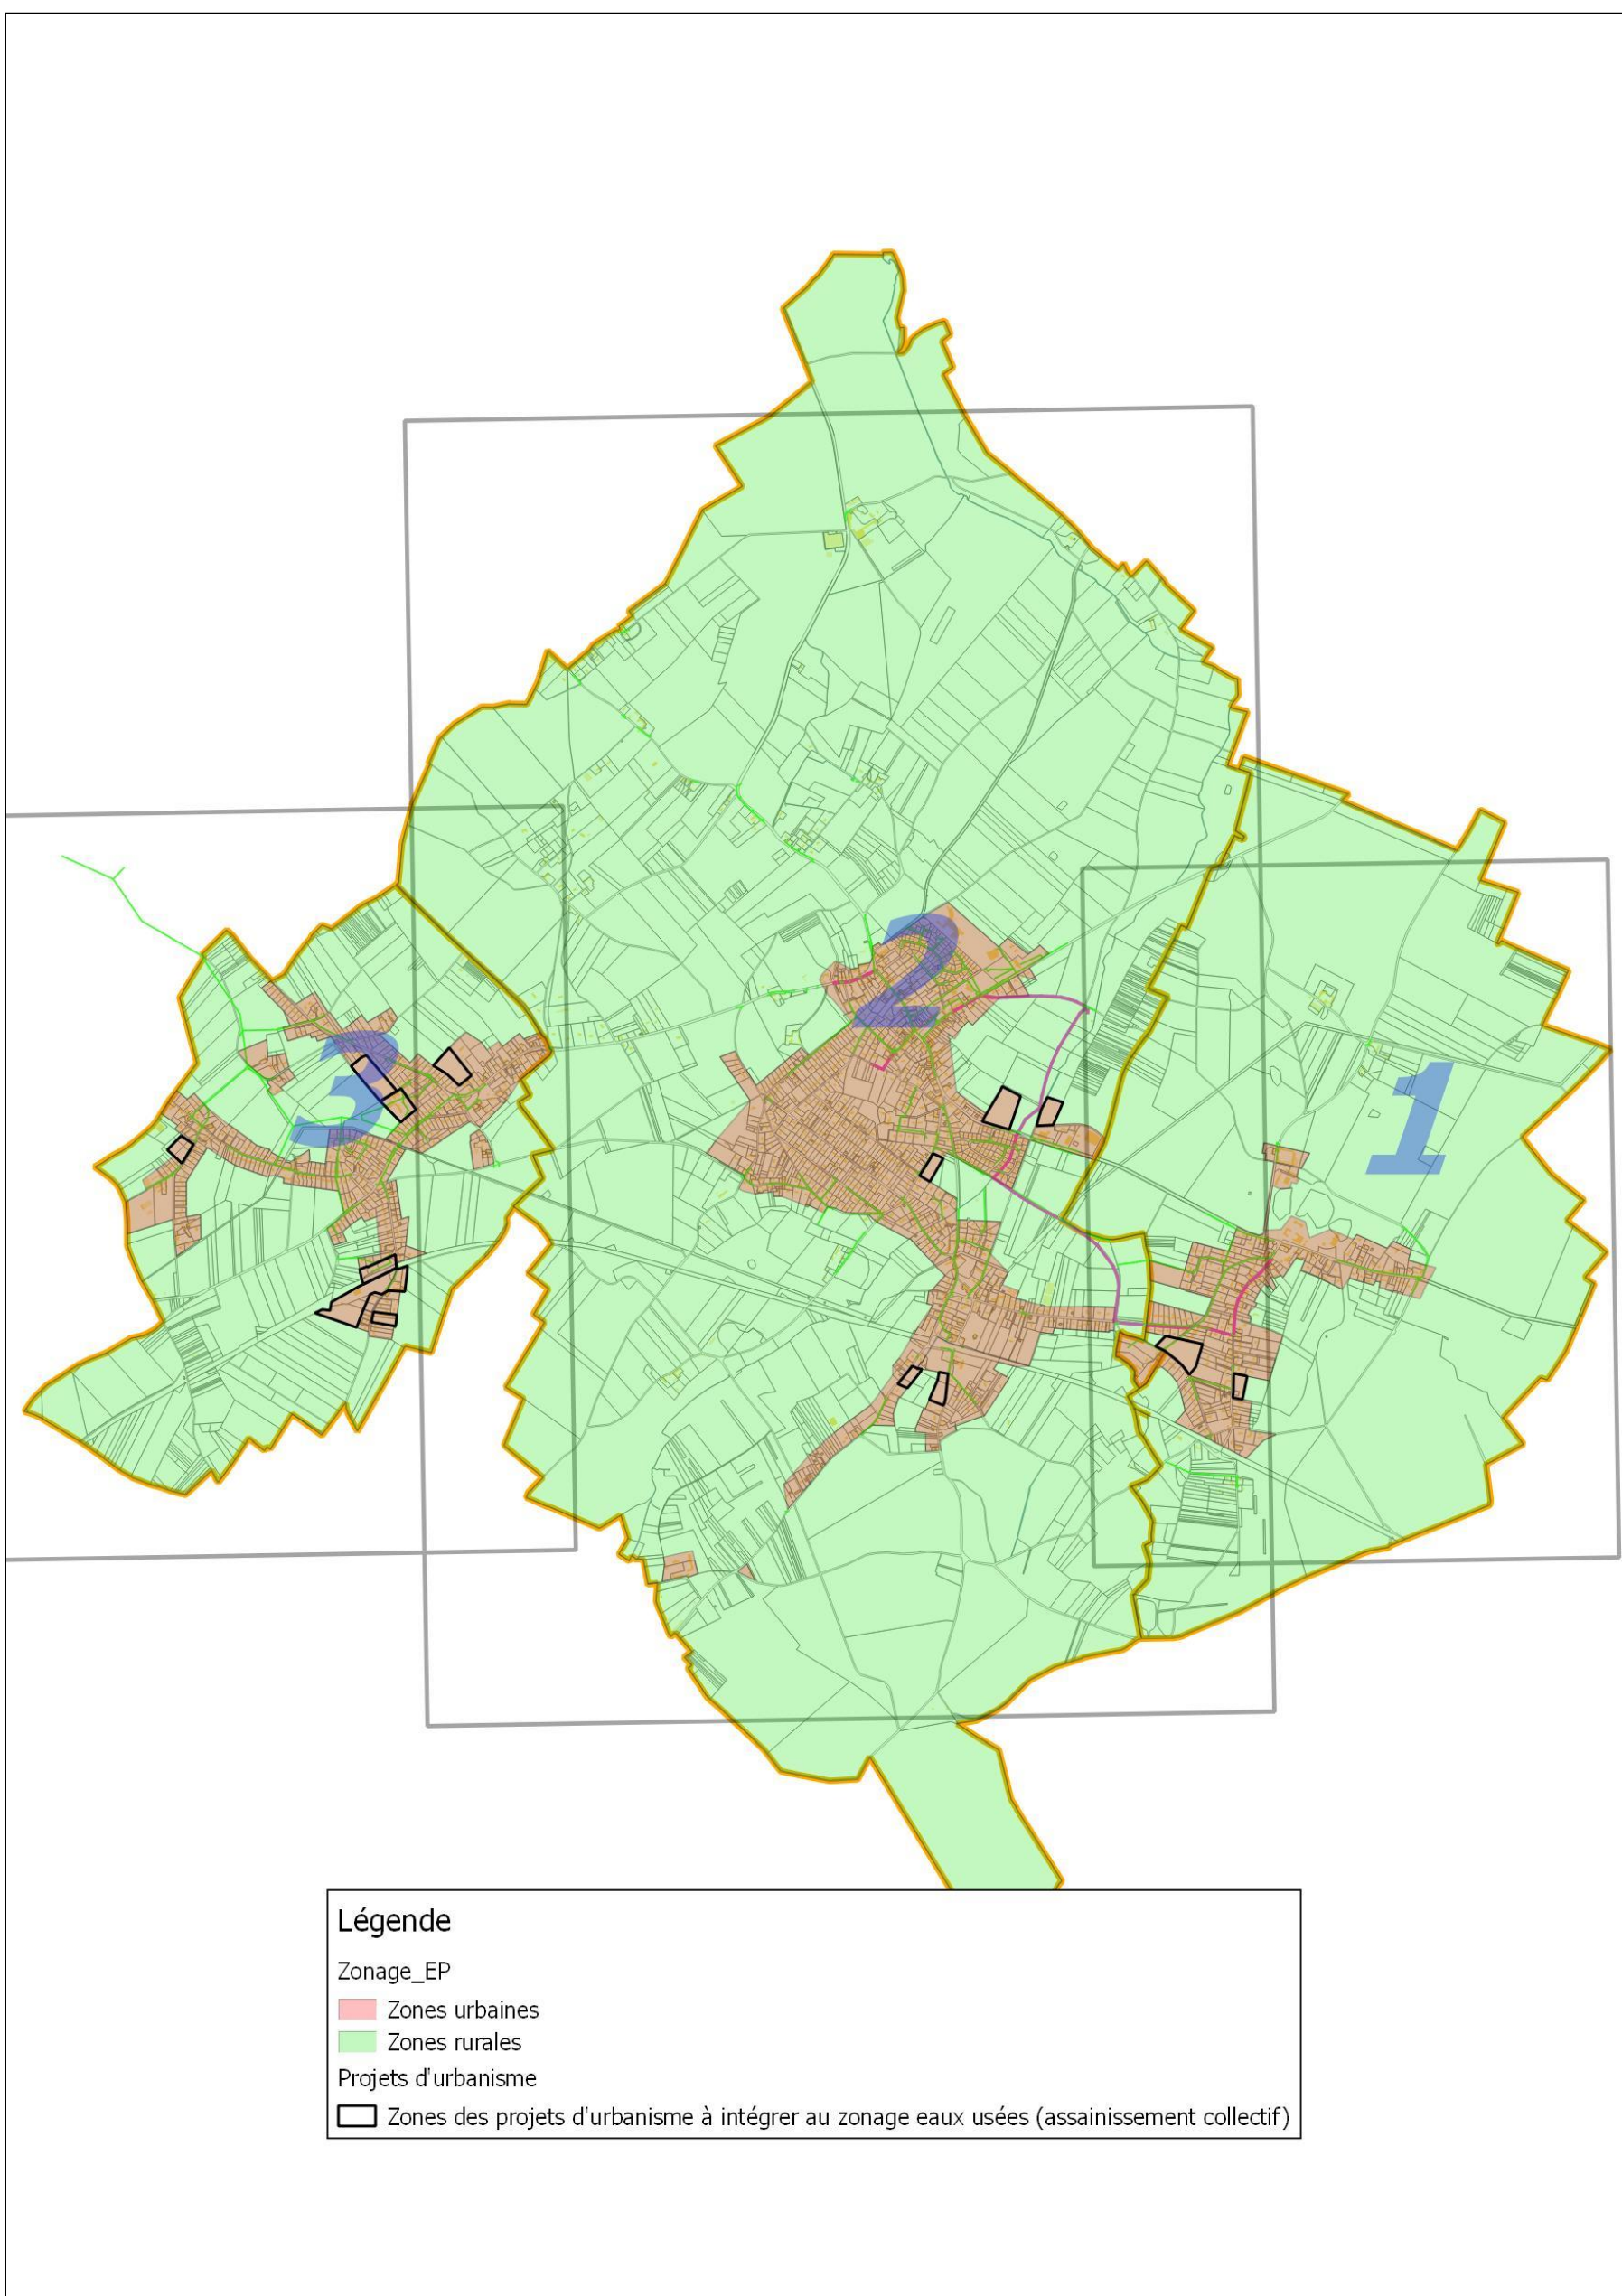 2
3
1
Légende
Zonage_EP
Zones urbaines
Zones rurales
Projets d'urbanisme
Zones des projets d'urbanisme à intégrer au zonage eaux usées (assainissement collectif)